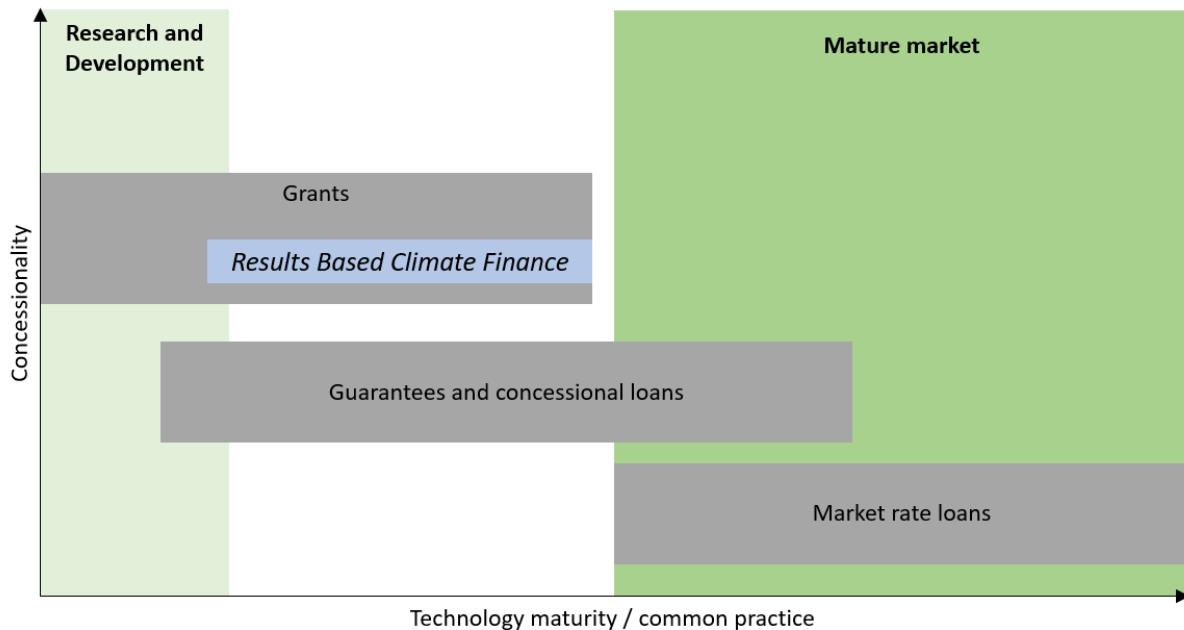 Research and
Development
Mature market
Grants
Results Based Climate Finance
Concessionality
Guarantees and concessional loans
Market rate loans
Technology maturity / common practice